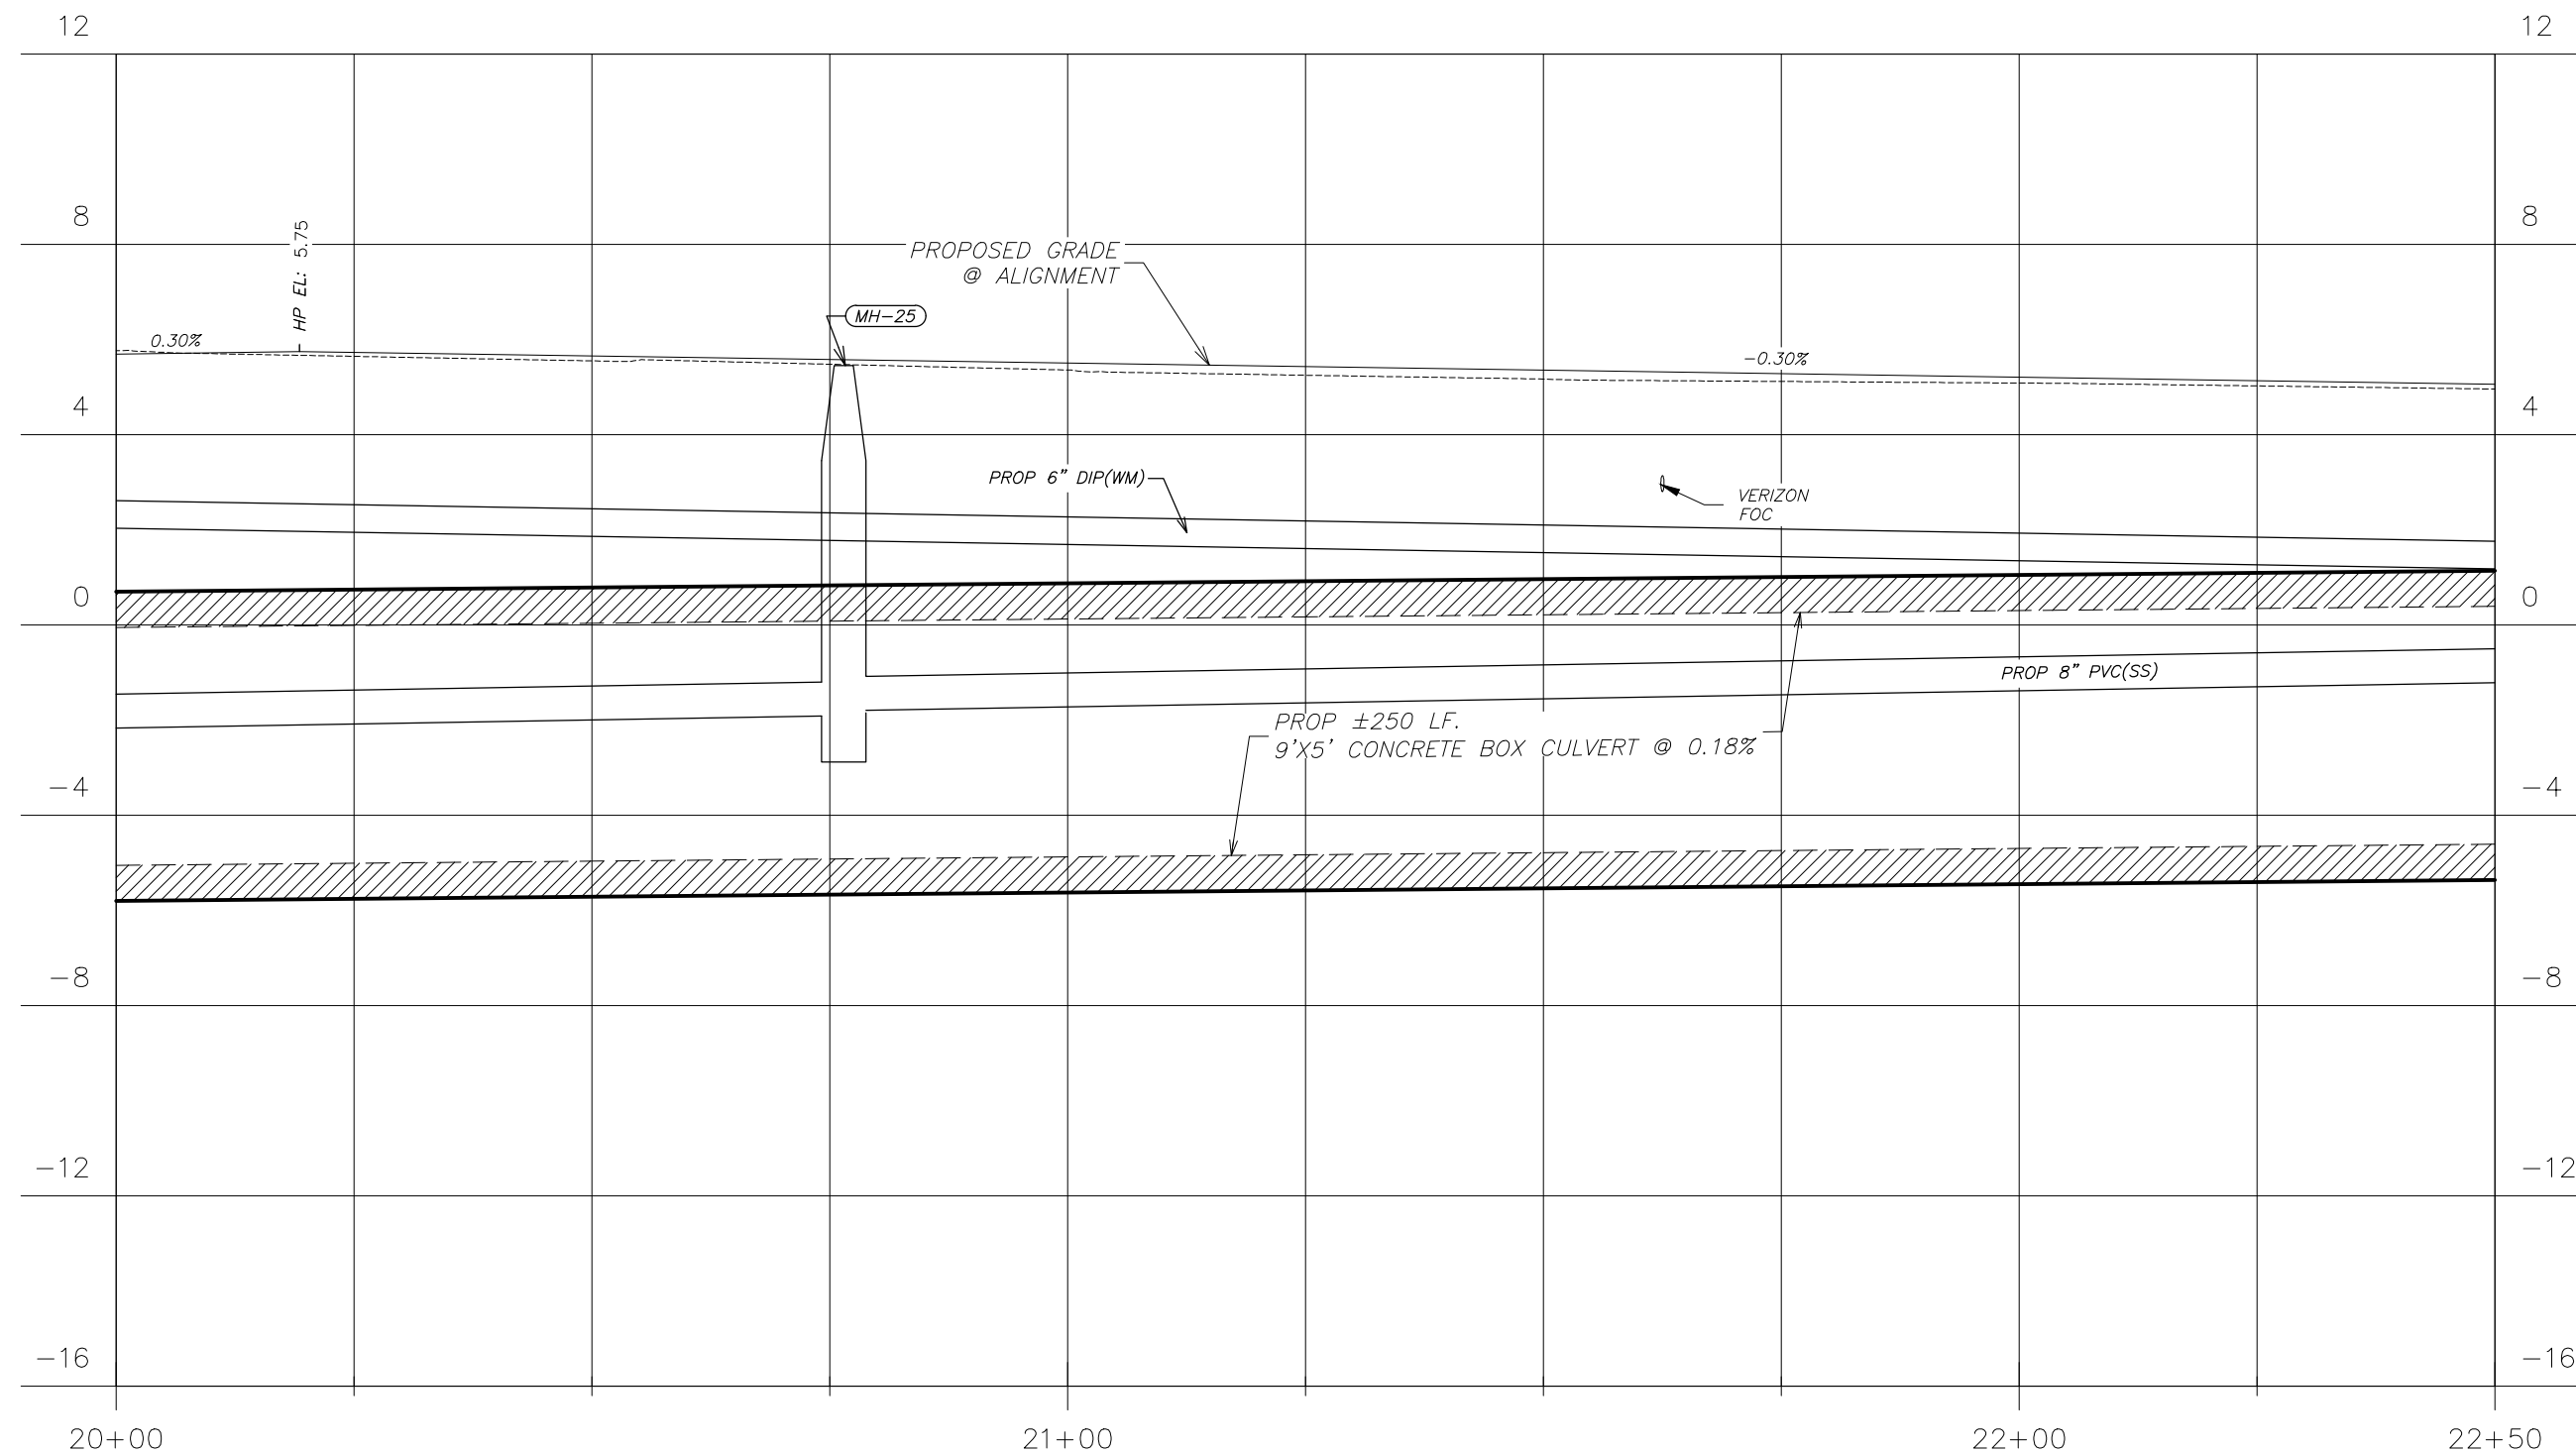 12
12
8
8
HP EL: 5.75
PROPOSED GRADE
@ ALIGNMENT
MH-25
0.30%
-0.30%
4
4
PROP 6" DIP(WM)
VERIZON
FOC
0
0
PROP 8" PVC(SS)
PROP ±250 LF.
9'X5' CONCRETE BOX CULVERT @ 0.18%
-4
-4
-8
-8
-12
-12
-16
-16
20+00
21+00
22+00
22+50